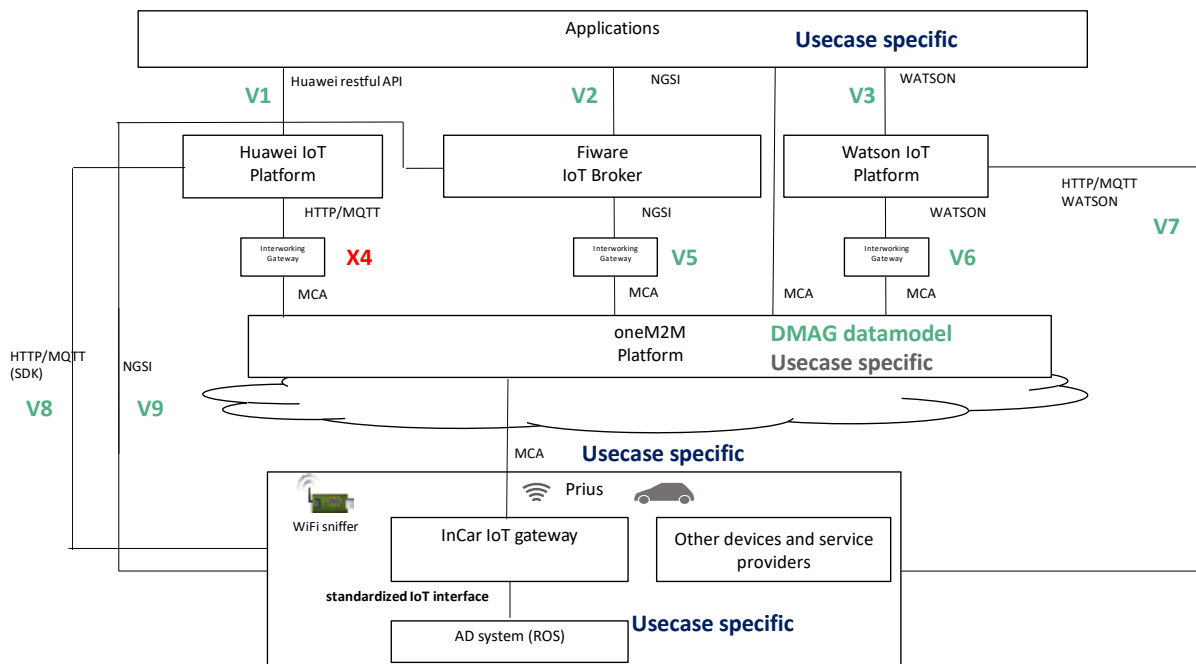 Applications
Usecase specific
Huawei restful API
NGSI
WATSON
V1
V2
V3
Huawei IoT
Platform
Fiware
IoT Broker
Watson IoT
Platform
HTTP/MQTT
WATSON
V7
HTTP/MQTT
NGSI
WATSON
Interworking
Gateway
X4
Interworking
Gateway
V5
Interworking
Gateway
V6
MCA
MCA
MCA
MCA
oneM2M
Platform
DMAG datamodel
Usecase specific
HTTP/MQTT
(SDK)
NGSI
V8
V9
MCA
Usecase specific
WiFi sniffer
Prius
InCar IoT gateway
Other devices and service
providers
standardized IoT interface
AD system (ROS)
Usecase specific